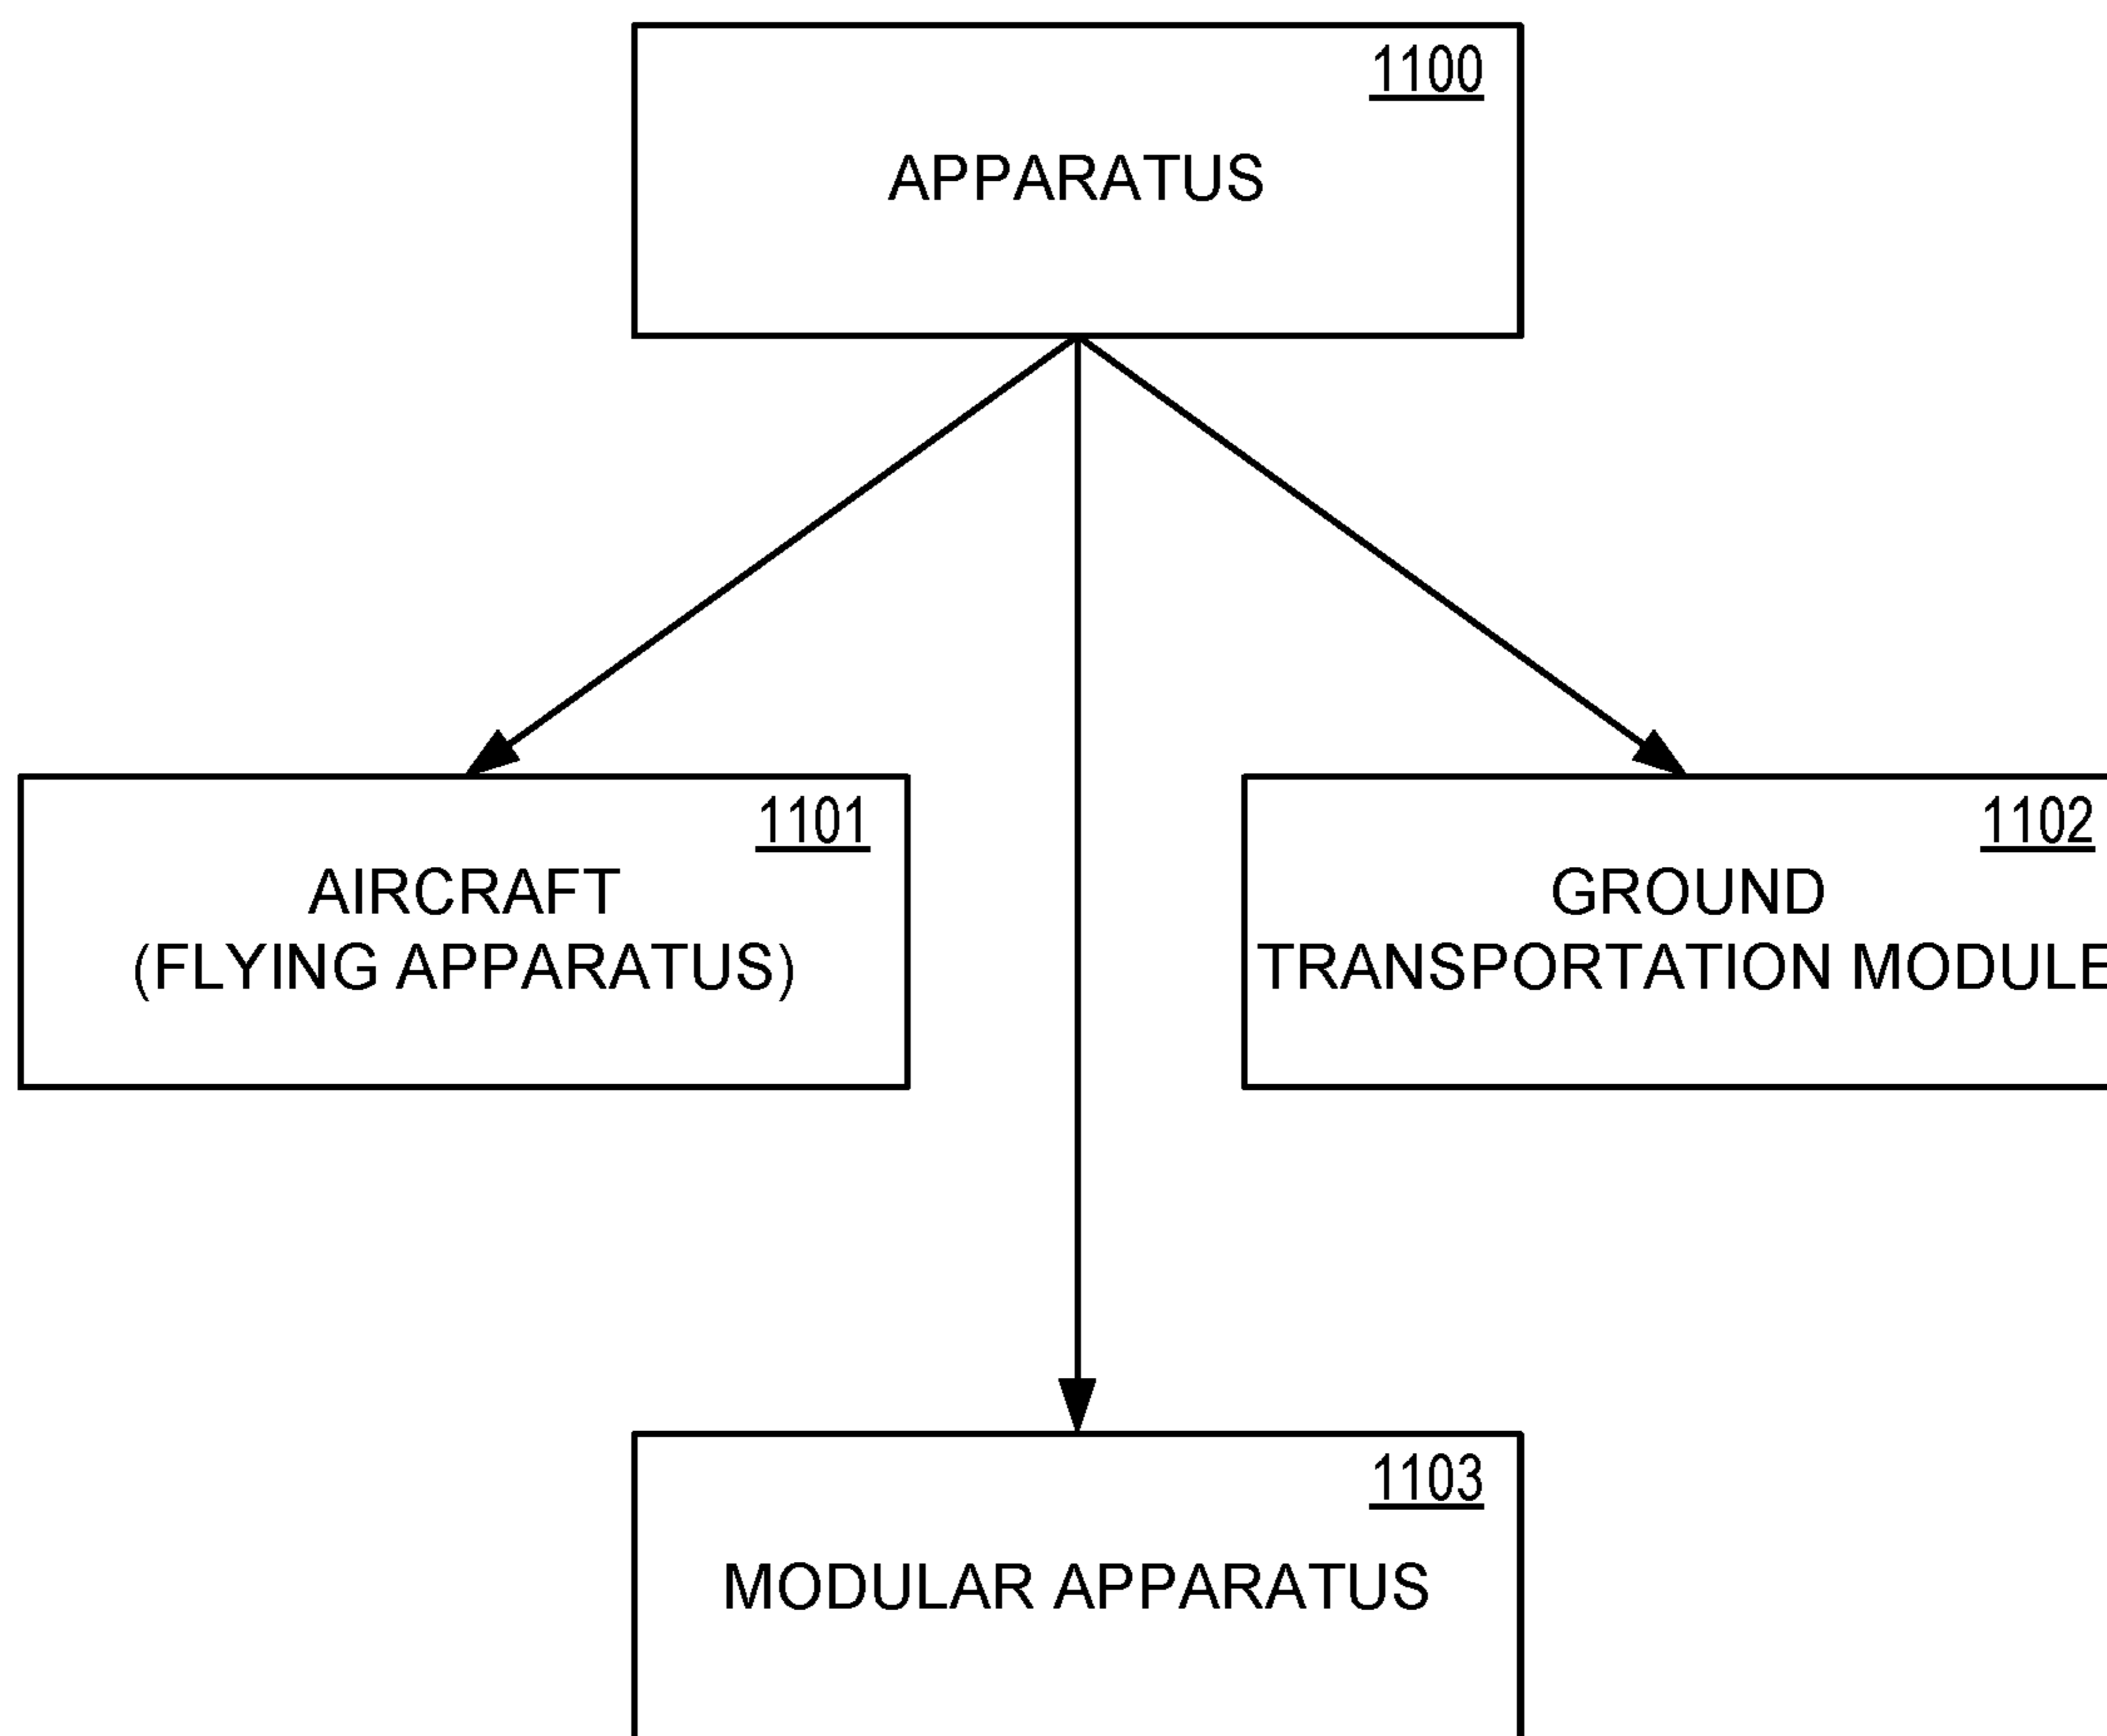 1100
APPARATUS
1101
AIRCRAFT
(FLYING APPARATUS)
1102
GROUND
TRANSPORTATION MODULE
1103
MODULAR APPARATUS